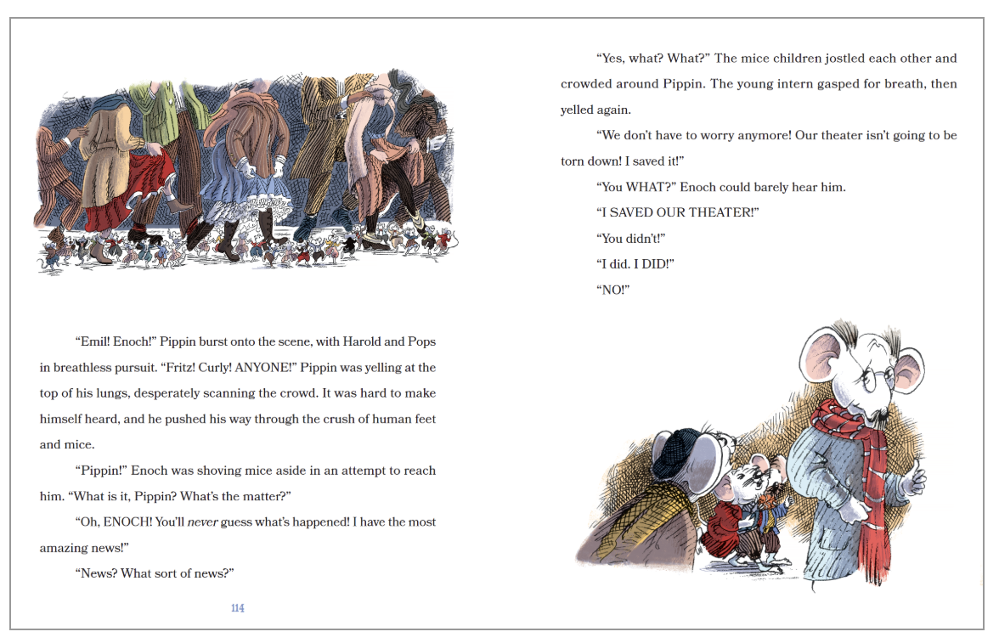 “Emil! Enoch!” Pippin burst onto the scene, with Harold and Pops
in breathless pursuit. “Fritz! Curly! ANYONE!” Pippin was yelling at the
top of his lungs, desperately scanning the crowd. It was hard to make
himself heard, and he pushed his way through the crush of human feet
and mice.
“Pippin!” Enoch was shoving mice aside in an attempt to reach
him. “What is it, Pippin? What’s the matter?”
“Oh, ENOCH! You’ll never guess what’s happened! I have the most
amazing news!”
“News? What sort of news?”
114
“Yes, what? What?” The mice children jostled each other and
crowded around Pippin. The young intern gasped for breath, then
yelled again.
“We don’t have to worry anymore! Our theater isn’t going to be
torn down! I saved it!”
“You WHAT?” Enoch could barely hear him.
“I SAVED OUR THEATER!”
“You didn’t!”
“I did. I DID!”
“NO!”